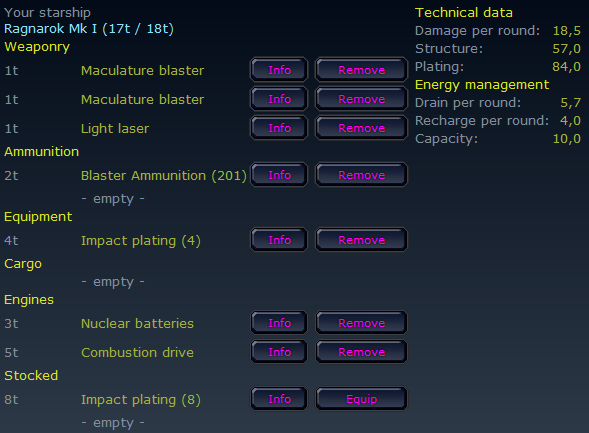 Your starship
Ragnarok Mk I (17t / 18t)
Weaponry
1t Maculature blaster Info Remove
1t Maculature blaster Info Remove
1t Light laser Info Remove
Ammunition
2t Blaster Ammunition (201) Info Remove
- empty -
Equipment
4t Impact plating (4) Info Remove
Cargo
- empty -
Engines
3t Nuclear batteries Info Remove
5t Combustion drive Info Remove
Stocked
8t Impact plating (8) Info Equip
- empty -
Technical data
Damage per round: 18,5
Structure: 57,0
Plating: 84,0
Energy management
Drain per round: 5,7
Recharge per round: 4,0
Capacity: 10,0